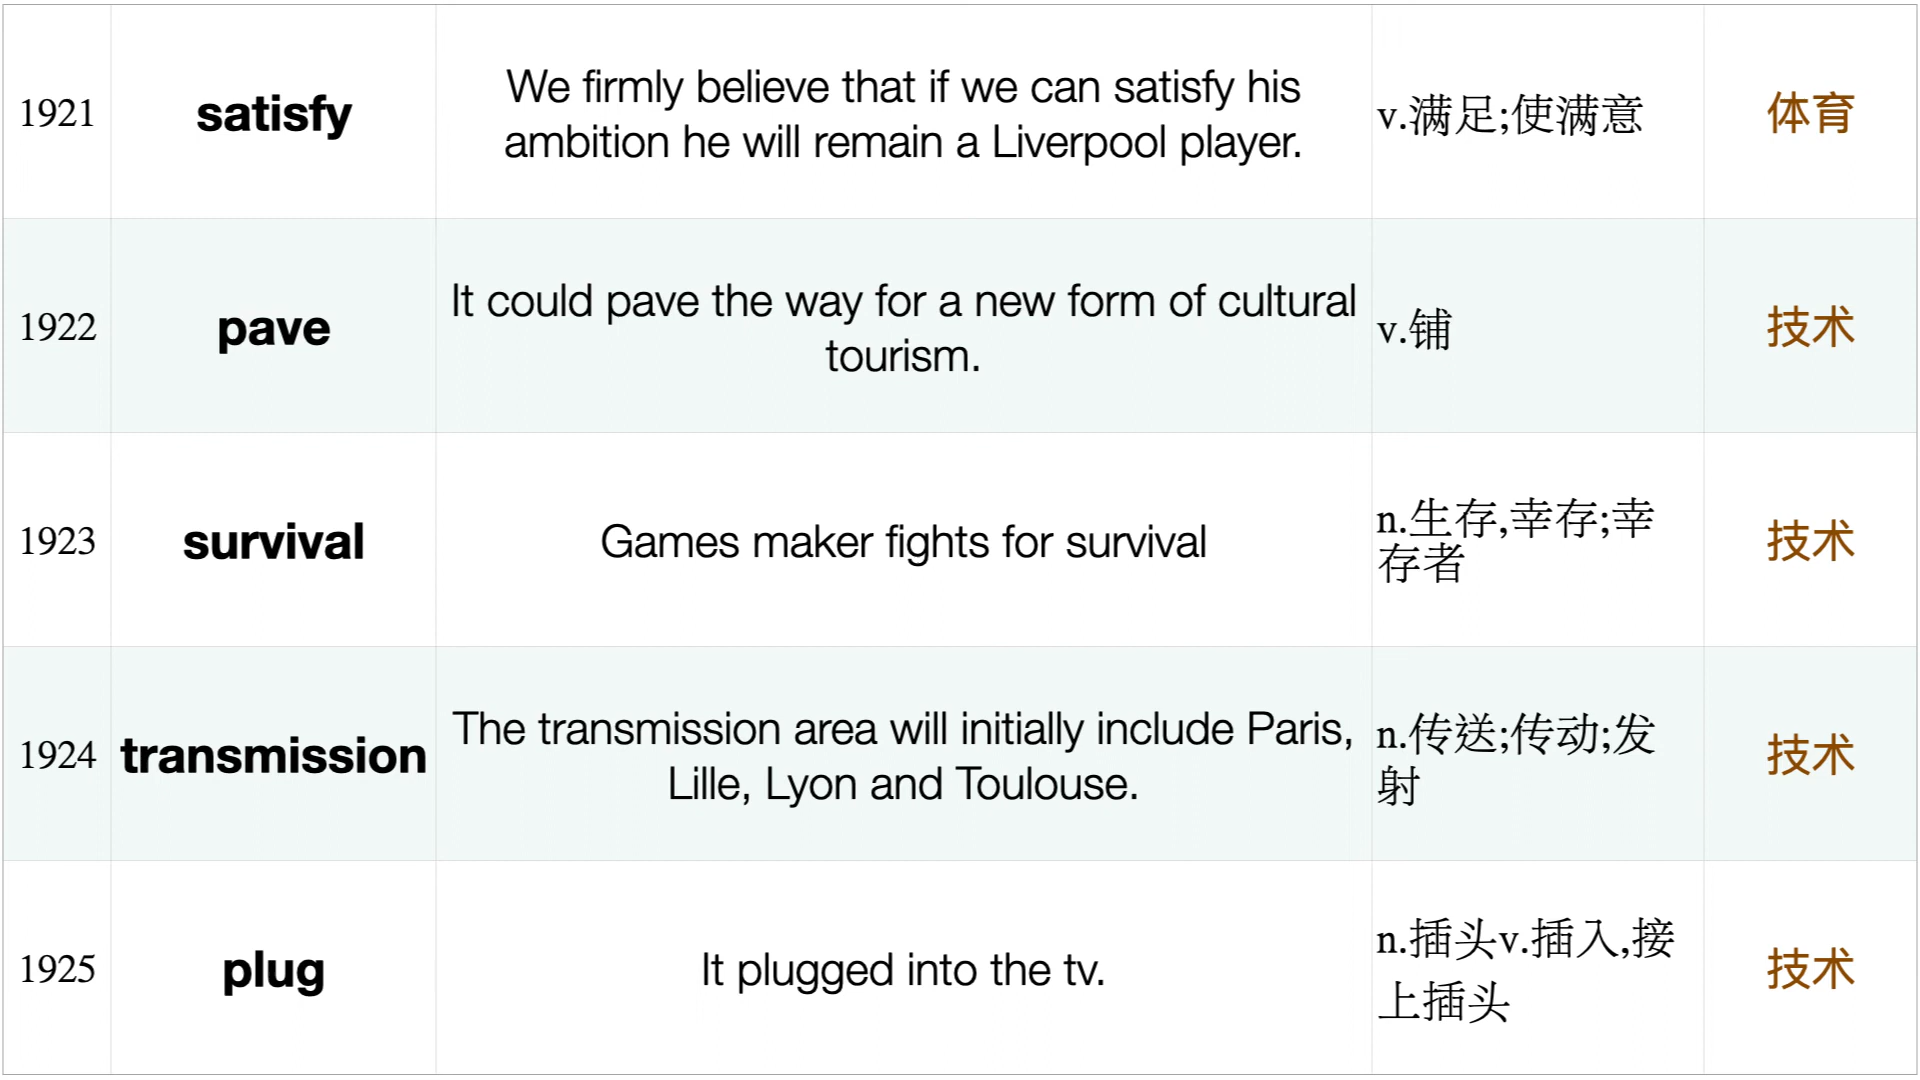 1921
satisfy
We firmly believe that if we can satisfy his
ambition he will remain a Liverpool player.
v.满足;使满意
体育
1922
pave
It could pave the way for a new form of cultural
tourism.
v.铺
技术
1923
survival
Games maker fights for survival
n.生存,幸存;幸
存者
技术
1924
transmission
The transmission area will initially include Paris,
Lille, Lyon and Toulouse.
n.传送;传动;发
射
技术
1925
plug
It plugged into the tv.
n.插头v.插入,接
上插头
技术